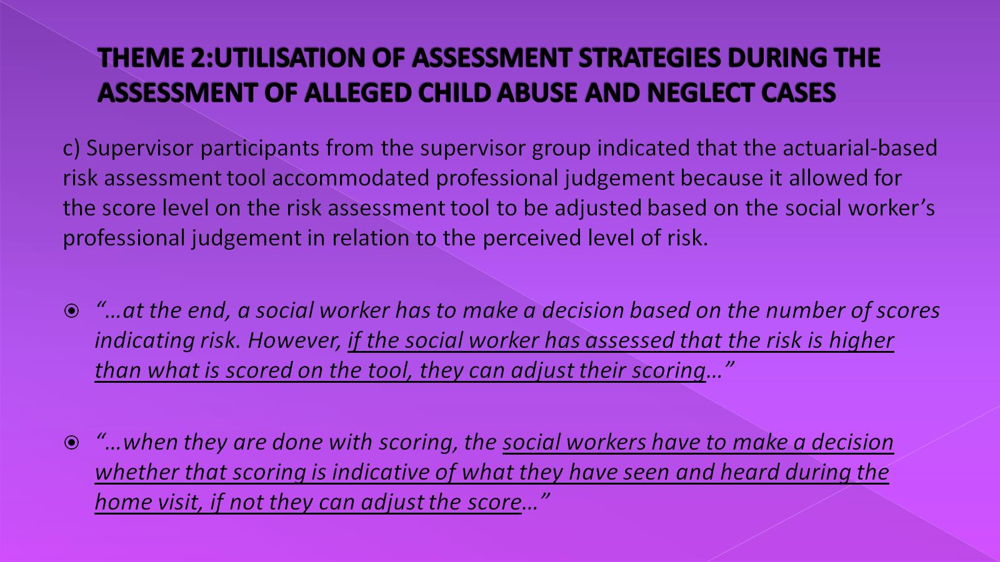 THEME 2:UTILISATION OF ASSESSMENT STRATEGIES DURING THE
ASSESSMENT OF ALLEGED CHILD ABUSE AND NEGLECT CASES
c) Supervisor participants from the supervisor group indicated that the actuarial-based
risk assessment tool accommodated professional judgement because it allowed for
the score level on the risk assessment tool to be adjusted based on the social worker’s
professional judgement in relation to the perceived level of risk.
“…at the end, a social worker has to make a decision based on the number of scores
indicating risk. However, if the social worker has assessed that the risk is higher
than what is scored on the tool, they can adjust their scoring…”
“…when they are done with scoring, the social workers have to make a decision
whether that scoring is indicative of what they have seen and heard during the
home visit, if not they can adjust the score…”